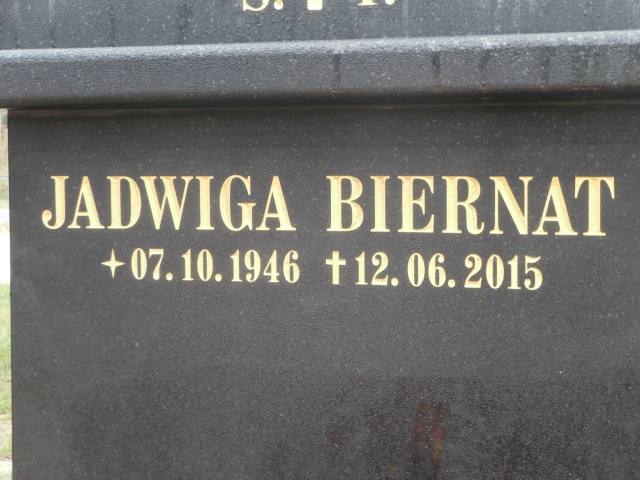 S. † P.
JADWIGA BIERNAT
+07.10.1946 †12.06.2015